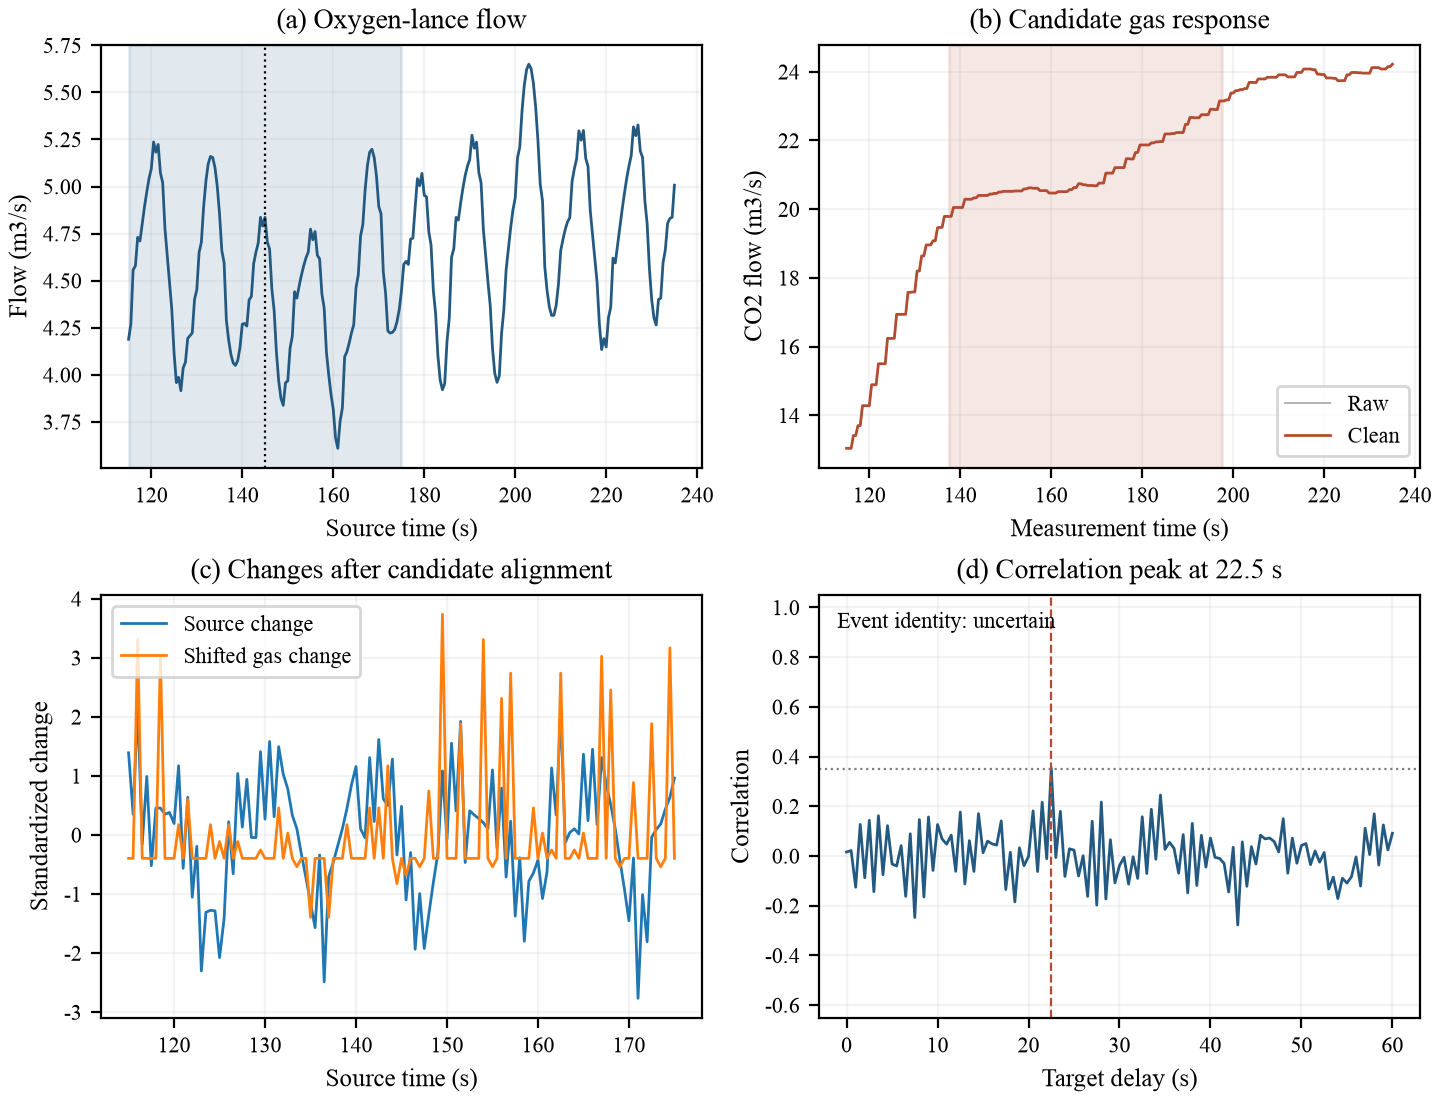 (a) Oxygen-lance flow
Flow (m3/s)
5.75
5.50
5.25
5.00
4.75
4.50
4.25
4.00
3.75
120 140 160 180 200 220 240
Source time (s)
(b) Candidate gas response
CO2 flow (m3/s)
24
22
20
18
16
14
Raw
Clean
120 140 160 180 200 220 240
Measurement time (s)
(c) Changes after candidate alignment
Standardized change
4
3
2
1
0
-1
-2
-3
Source change
Shifted gas change
120 130 140 150 160 170
Source time (s)
(d) Correlation peak at 22.5 s
Correlation
1.0
0.8
0.6
0.4
0.2
0.0
-0.2
-0.4
-0.6
Event identity: uncertain
0 10 20 30 40 50 60
Target delay (s)